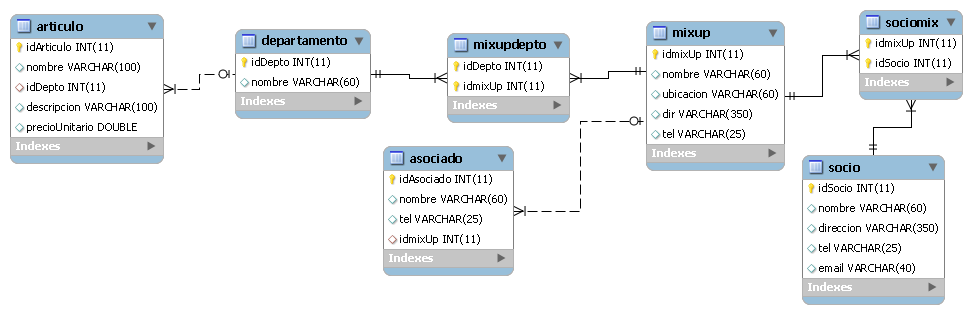 artículo
idArticulo INT(11)
nombre VARCHAR(100)
idDepto INT(11)
descripcion VARCHAR(100)
precioUnitario DOUBLE
Indexes
departamento
idDepto INT(11)
nombre VARCHAR(60)
Indexes
mixupdepto
idDepto INT(11)
idmixUp INT(11)
Indexes
mixup
idmixUp INT(11)
nombre VARCHAR(60)
ubicacion VARCHAR(60)
dir VARCHAR(350)
tel VARCHAR(25)
Indexes
sociomix
idmixUp INT(11)
idSocio INT(11)
Indexes
asociado
idAsociado INT(11)
nombre VARCHAR(60)
tel VARCHAR(25)
idmixUp INT(11)
Indexes
socio
idSocio INT(11)
nombre VARCHAR(60)
direccion VARCHAR(350)
tel VARCHAR(25)
email VARCHAR(40)
Indexes